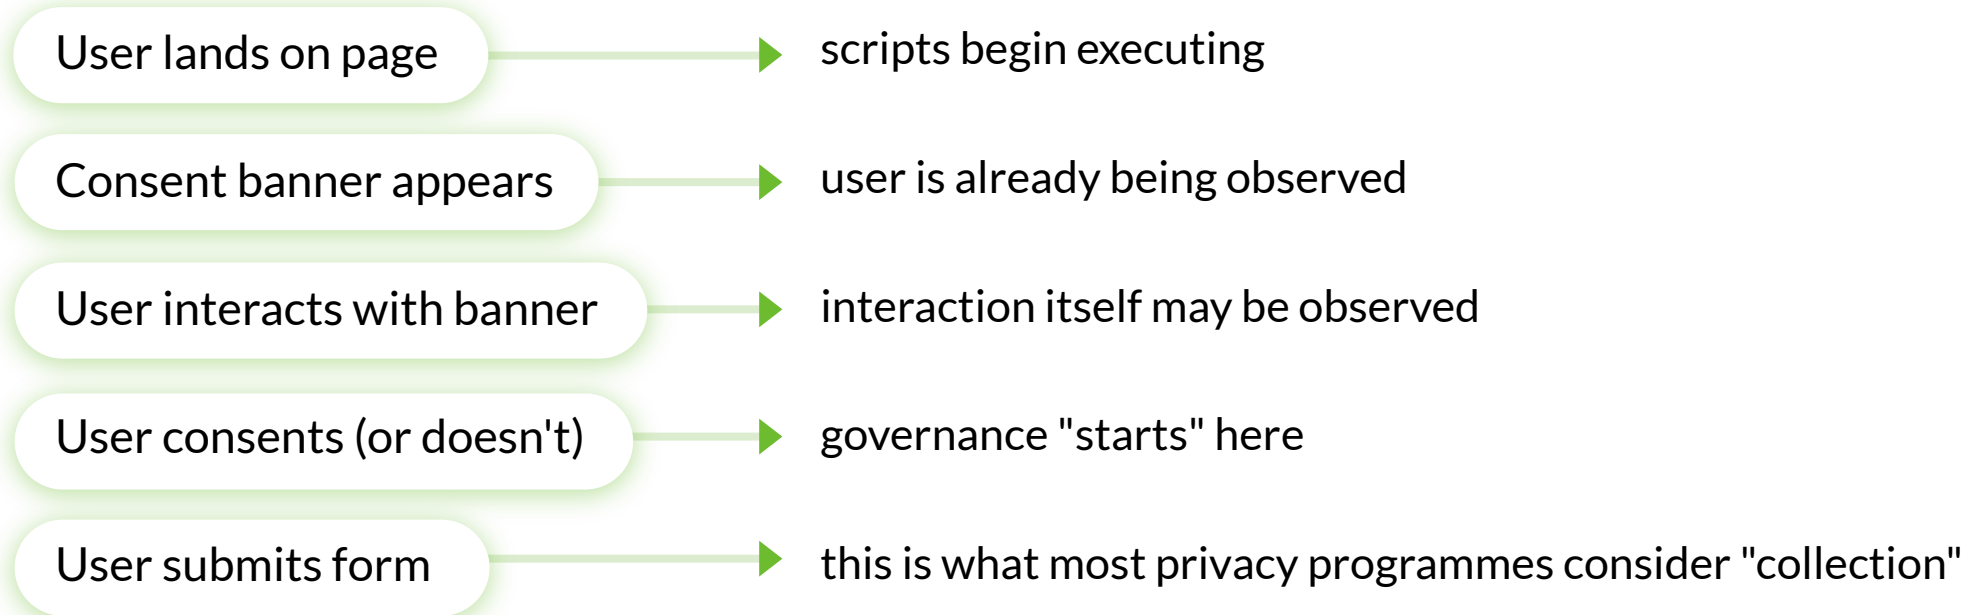 User lands on page
scripts begin executing
Consent banner appears
user is already being observed
User interacts with banner
interaction itself may be observed
User consents (or doesn't)
governance "starts" here
User submits form
this is what most privacy programmes consider "collection"